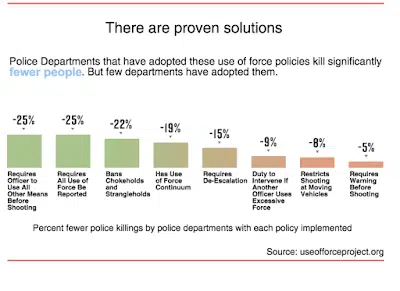 There are proven solutions
Police Departments that have adopted these use of force policies kill significantly
fewer people. But few departments have adopted them.
-25%
-25%
-22%
-19%
-15%
-9%
-8%
-5%
Requires
Officer to
Use All
Other Means
Before
Shooting
Requires
All Use of
Force Be
Reported
Bans
Chokeholds
and
Strangleholds
Has Use
of Force
Continuum
Requires
De-Escalation
Duty to
Intervene If
Another
Officer Uses
Excessive
Force
Restricts
Shooting at
Moving
Vehicles
Requires
Warning
Before
Shooting
Percent fewer police killings by police departments with each policy implemented
Source: useofforceproject.org